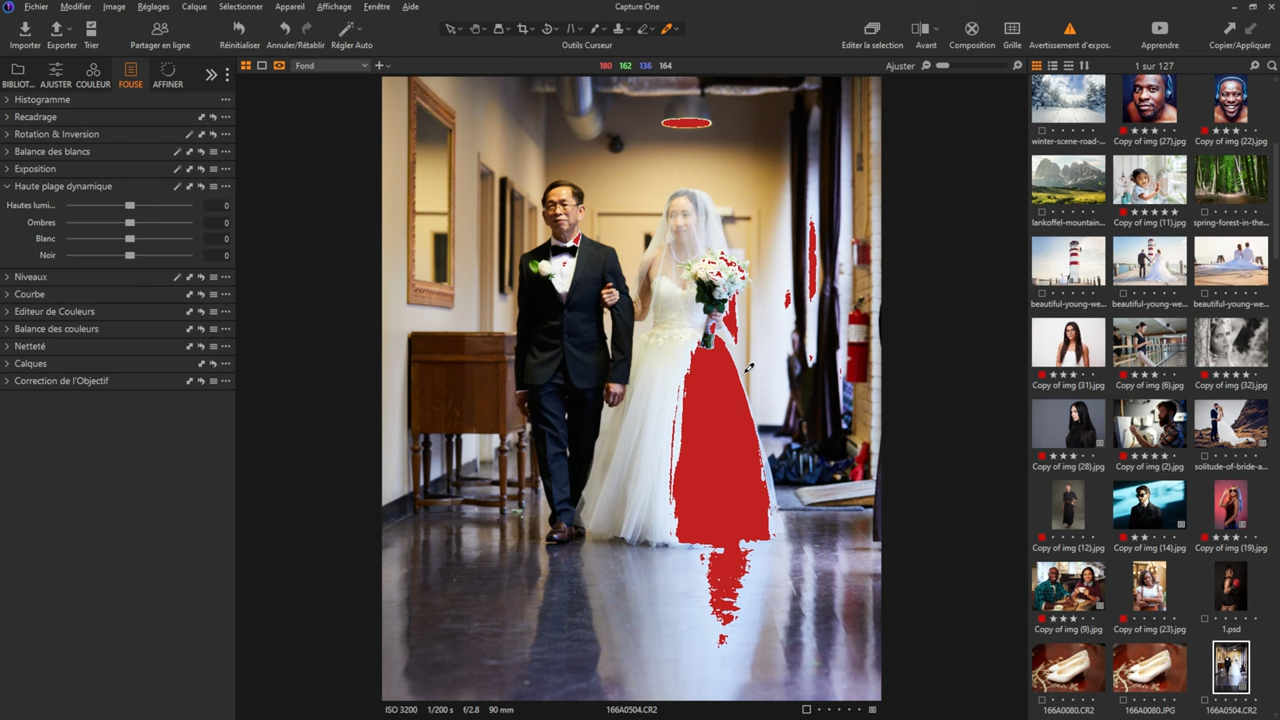 Capture One
Fichier Modifier Image Réglages Calque Sélectionner Appareil Affichage Fenêtre Aide
Importer Exporter Trier Partager en ligne Réinitialiser Annuler/Rétablir Régler Auto Outils Curseur Editer la selection Avant Composition Grille Avertissement d'expos. Apprendre Copier/Appliquer
Fond 180 162 136 164 Ajuster 1 sur 127
BIBLIOT... AJUSTER COULEUR FOUSE AFFINER
Histogramme
Recadrage
Rotation & Inversion
Balance des blancs
Exposition
Haute plage dynamique
Hautes lumi... 0
Ombres 0
Blanc 0
Noir 0
Niveaux
Courbe
Editeur de Couleurs
Balance des couleurs
Netteté
Calques
Correction de l'Objectif
winter-scene-road-... Copy of img (27).jpg Copy of img (22).jpg
lankoffel-mountain... Copy of img (11).jpg spring-forest-in-the...
beautiful-young-we... beautiful-young-we... beautiful-young-we...
Copy of img (31).jpg Copy of img (6).jpg Copy of img (32).jpg
Copy of img (28).jpg Copy of img (2).jpg solitude-of-bride-a...
Copy of img (12).jpg Copy of img (14).jpg Copy of img (19).jpg
Copy of img (9).jpg Copy of img (23).jpg 1.psd
166A0080.CR2 166A0080.JPG 166A0504.CR2
ISO 3200 1/200 s f/2.8 90 mm 166A0504.CR2